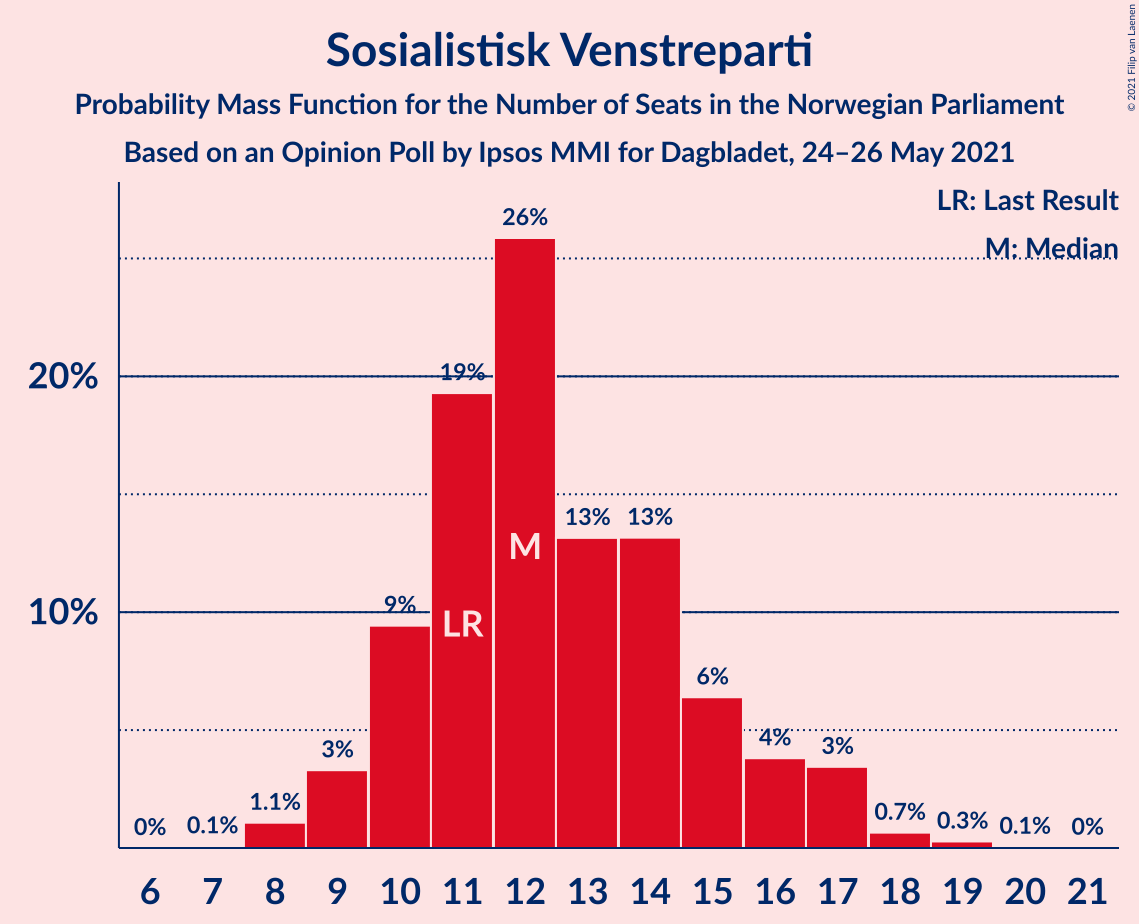 © 2021 Filip van Laenen
Sosialistisk Venstreparti
Probability Mass Function for the Number of Seats in the Norwegian Parliament
Based on an Opinion Poll by Ipsos MMI for Dagbladet, 24–26 May 2021
LR: Last Result
M: Median
20%
10%
0%
0.1%
1.1%
3%
9%
19%
26%
13%
13%
6%
4%
3%
0.7%
0.3%
0.1%
0%
LR
M
6 7 8 9 10 11 12 13 14 15 16 17 18 19 20 21